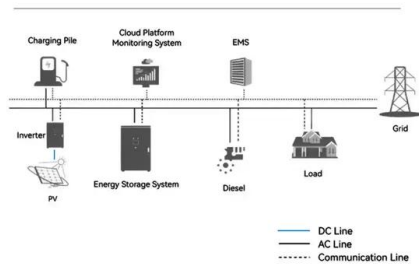 Charging Pile
Cloud Platform
Monitoring System
EMS
Grid
Inverter
PV
Energy Storage System
Diesel
Load
DC Line
AC Line
Communication Line